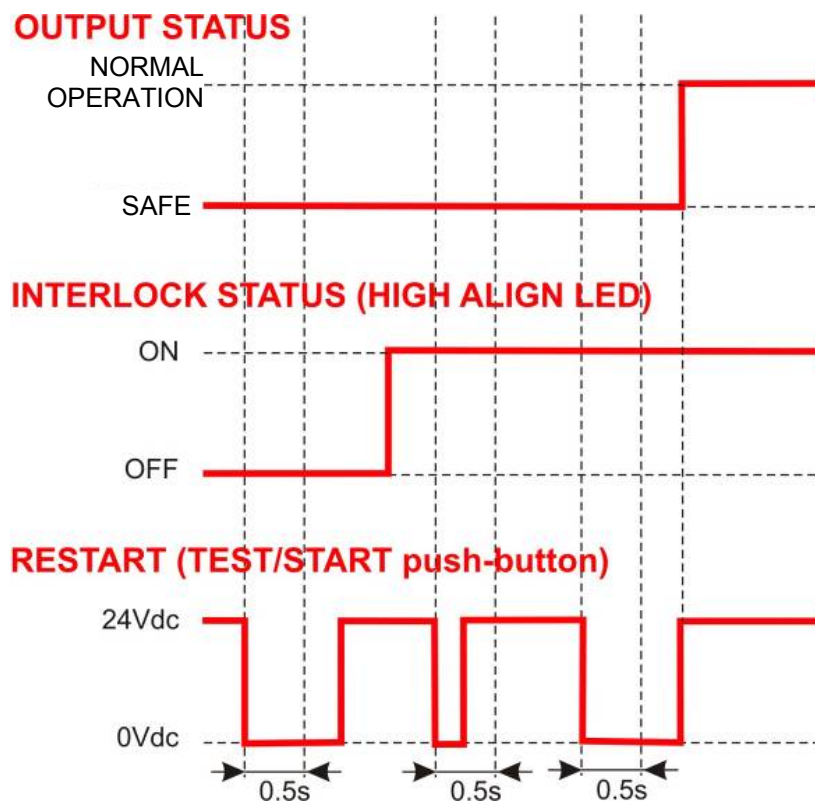 OUTPUT STATUS
NORMAL
OPERATION
SAFE
INTERLOCK STATUS (HIGH ALIGN LED)
ON
OFF
RESTART (TEST/START push-button)
24Vdc
0Vdc
0.5s 0.5s 0.5s